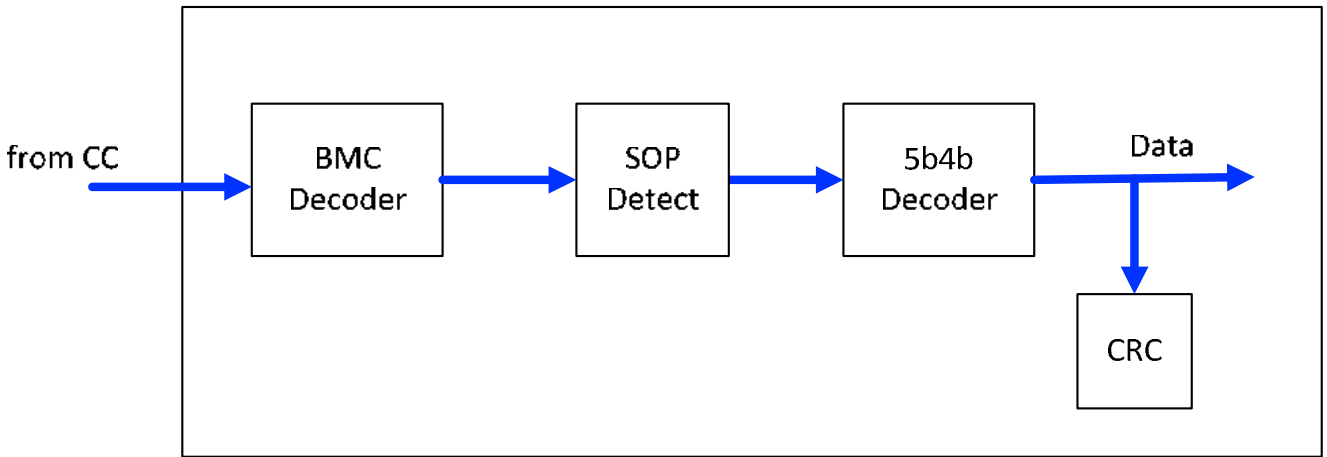 from CC
BMC
Decoder
SOP
Detect
5b4b
Decoder
Data
CRC